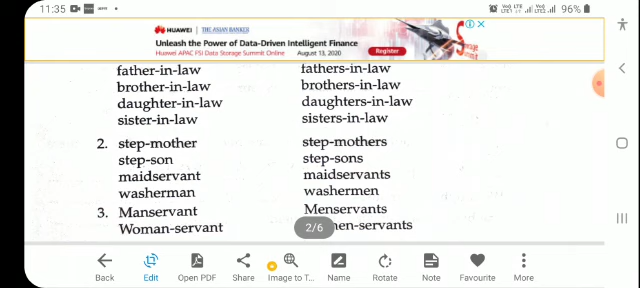 11:35
96%
HUAWEI | THE ASIAN BANKER
Unleash the Power of Data-Driven Intelligent Finance
Huawei APAC FSI Data Storage Summit Online August 13, 2020 Register
father-in-law fathers-in-law
brother-in-law brothers-in-law
daughter-in-law daughters-in-law
sister-in-law sisters-in-law
2. step-mother step-mothers
step-son step-sons
maidservant maidservants
washerman washermen
3. Manservant Menservants
2/6
Woman-servant men-servants
Back Edit Open PDF Share Image to T... Name Rotate Note Favourite More